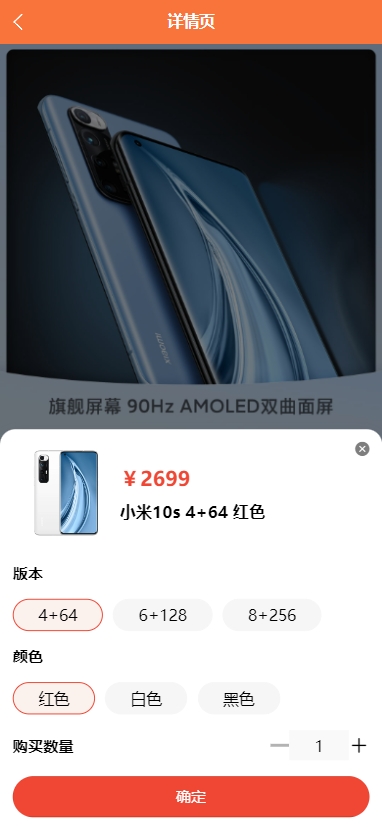 详情页
旗舰屏幕 90Hz AMOLED双曲面屏
¥2699
小米10s 4+64 红色
版本
4+64 6+128 8+256
颜色
红色 白色 黑色
购买数量 1
确定